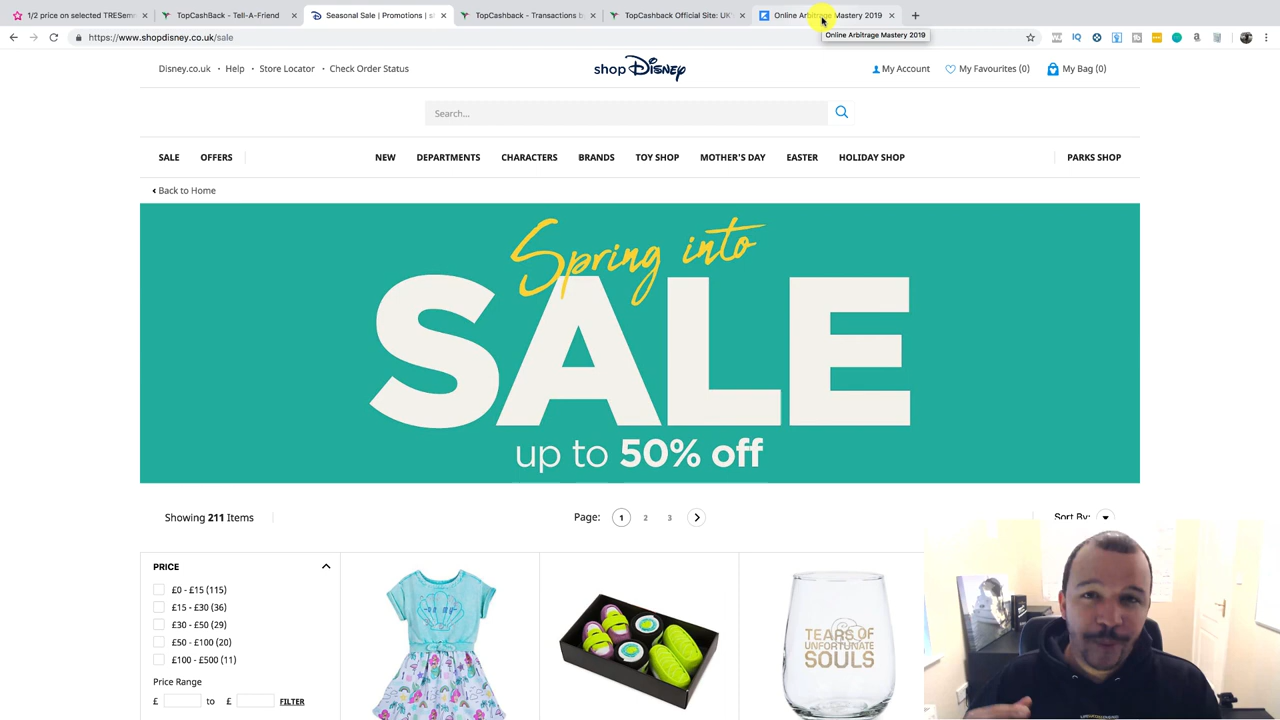 1/2 price on selected TRESemm
TopCashBack - Tell-A-Friend
Seasonal Sale | Promotions | s
TopCashback - Transactions b
TopCashback Official Site: UK'
Online Arbitrage Mastery 2019
https://www.shopdisney.co.uk/sale
Online Arbitrage Mastery 2019
Disney.co.uk
Help
Store Locator
Check Order Status
shop Disney
My Account
My Favourites (0)
My Bag (0)
Search...
SALE
OFFERS
NEW
DEPARTMENTS
CHARACTERS
BRANDS
TOY SHOP
MOTHER'S DAY
EASTER
HOLIDAY SHOP
PARKS SHOP
Back to Home
Spring into
SALE
up to 50% off
Showing 211 Items
Page: 1 2 3
Sort By:
PRICE
£0 - £15 (115)
£15 - £30 (36)
£30 - £50 (29)
£50 - £100 (20)
£100 - £500 (11)
Price Range
£ to £ FILTER
TEARS OF
UNFORTUNATE
SOULS